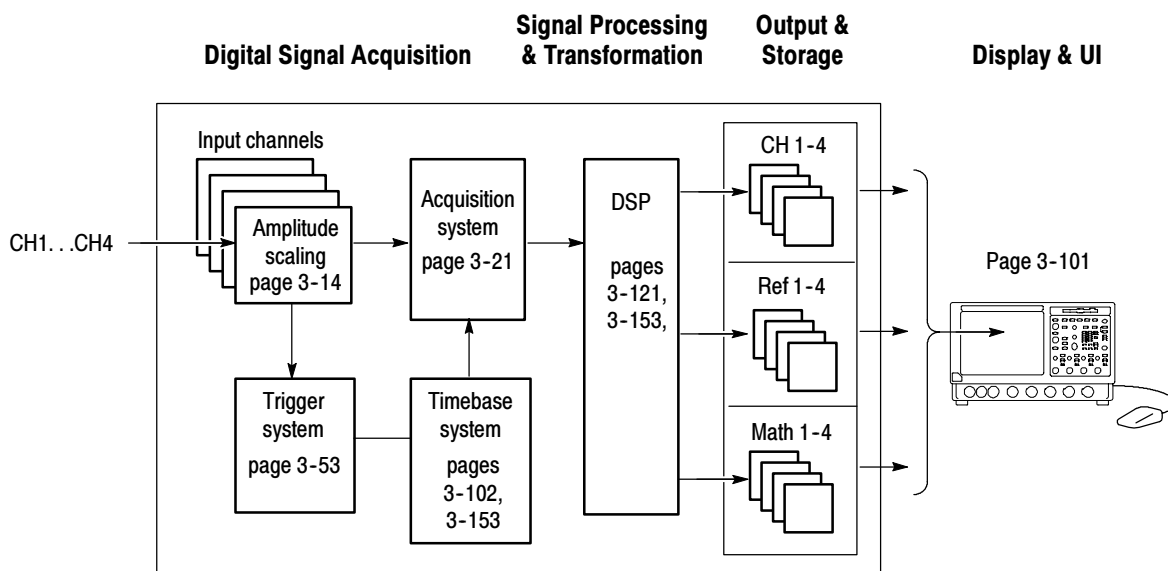 Digital Signal Acquisition
Signal Processing
& Transformation
Output &
Storage
Display & UI
Input channels
CH1. . .CH4
Amplitude
scaling
page 3-14
Acquisition
system
page 3-21
Trigger
system
page 3-53
Timebase
system
pages
3-102,
3-153
DSP
pages
3-121,
3-153,
CH 1-4
Ref 1-4
Math 1-4
Page 3-101